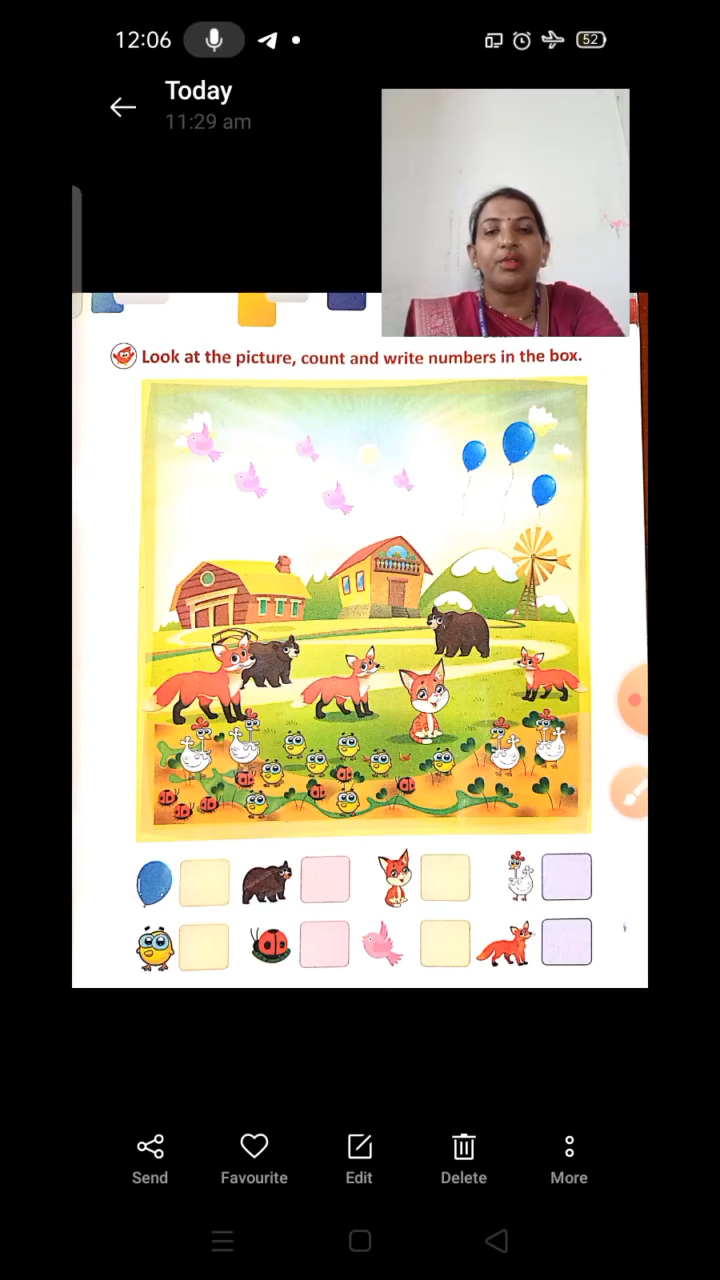 12:06
52
Today
11:29 am
Look at the picture, count and write numbers in the box.
Send
Favourite
Edit
Delete
More